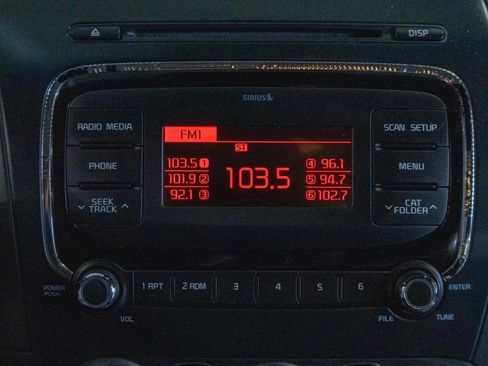 DISP
SIRIUS
RADIO MEDIA
PHONE
SEEK
TRACK
FM1
ST
103.5 1
101.9 2
92.1 3
103.5
4 96.1
5 94.7
6 102.7
SCAN SETUP
MENU
CAT
FOLDER
POWER
PUSH
VOL
1 RPT
2 RDM
3
4
5
6
ENTER
FILE
TUNE